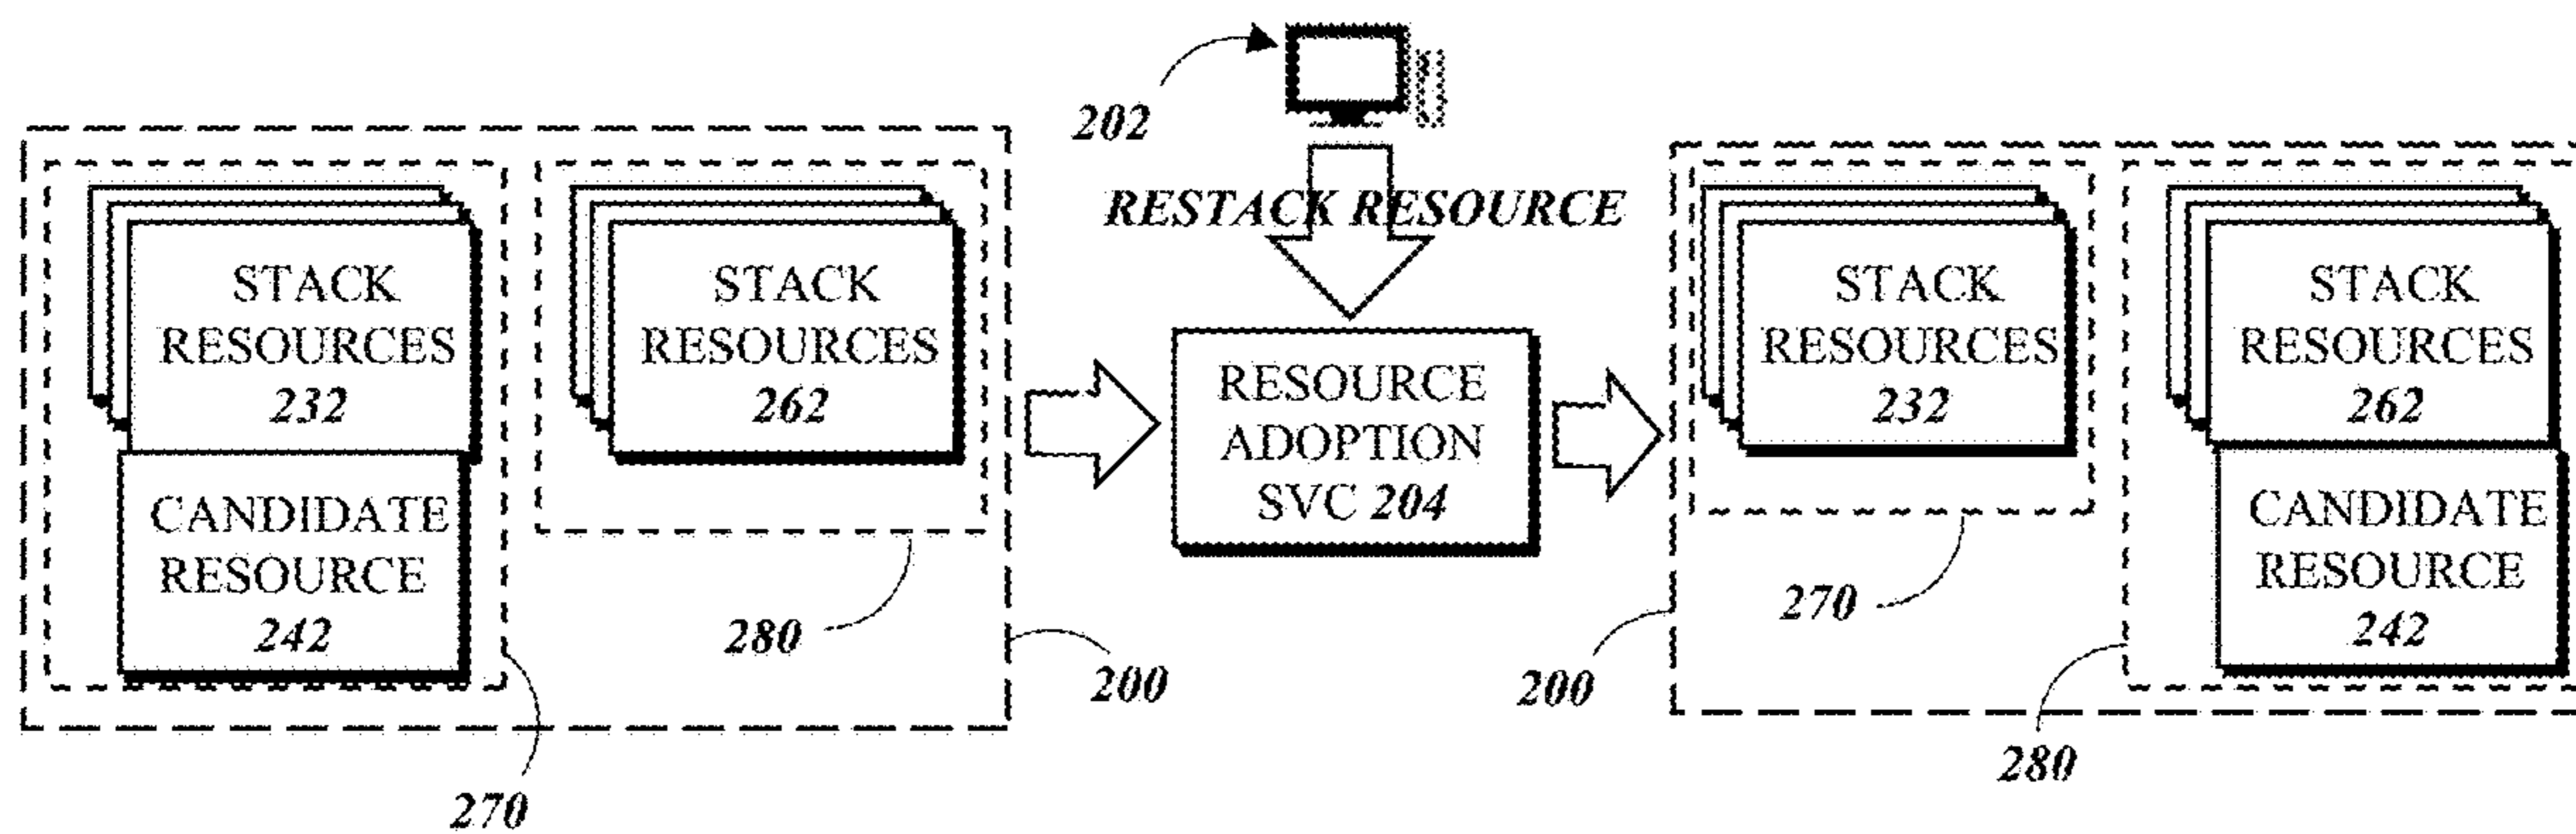 202
RESTACK RESOURCE
STACK
RESOURCES
232
CANDIDATE
RESOURCE
242
270
STACK
RESOURCES
262
280
200
RESOURCE
ADOPTION
SVC 204
200
STACK
RESOURCES
232
270
STACK
RESOURCES
262
CANDIDATE
RESOURCE
242
280